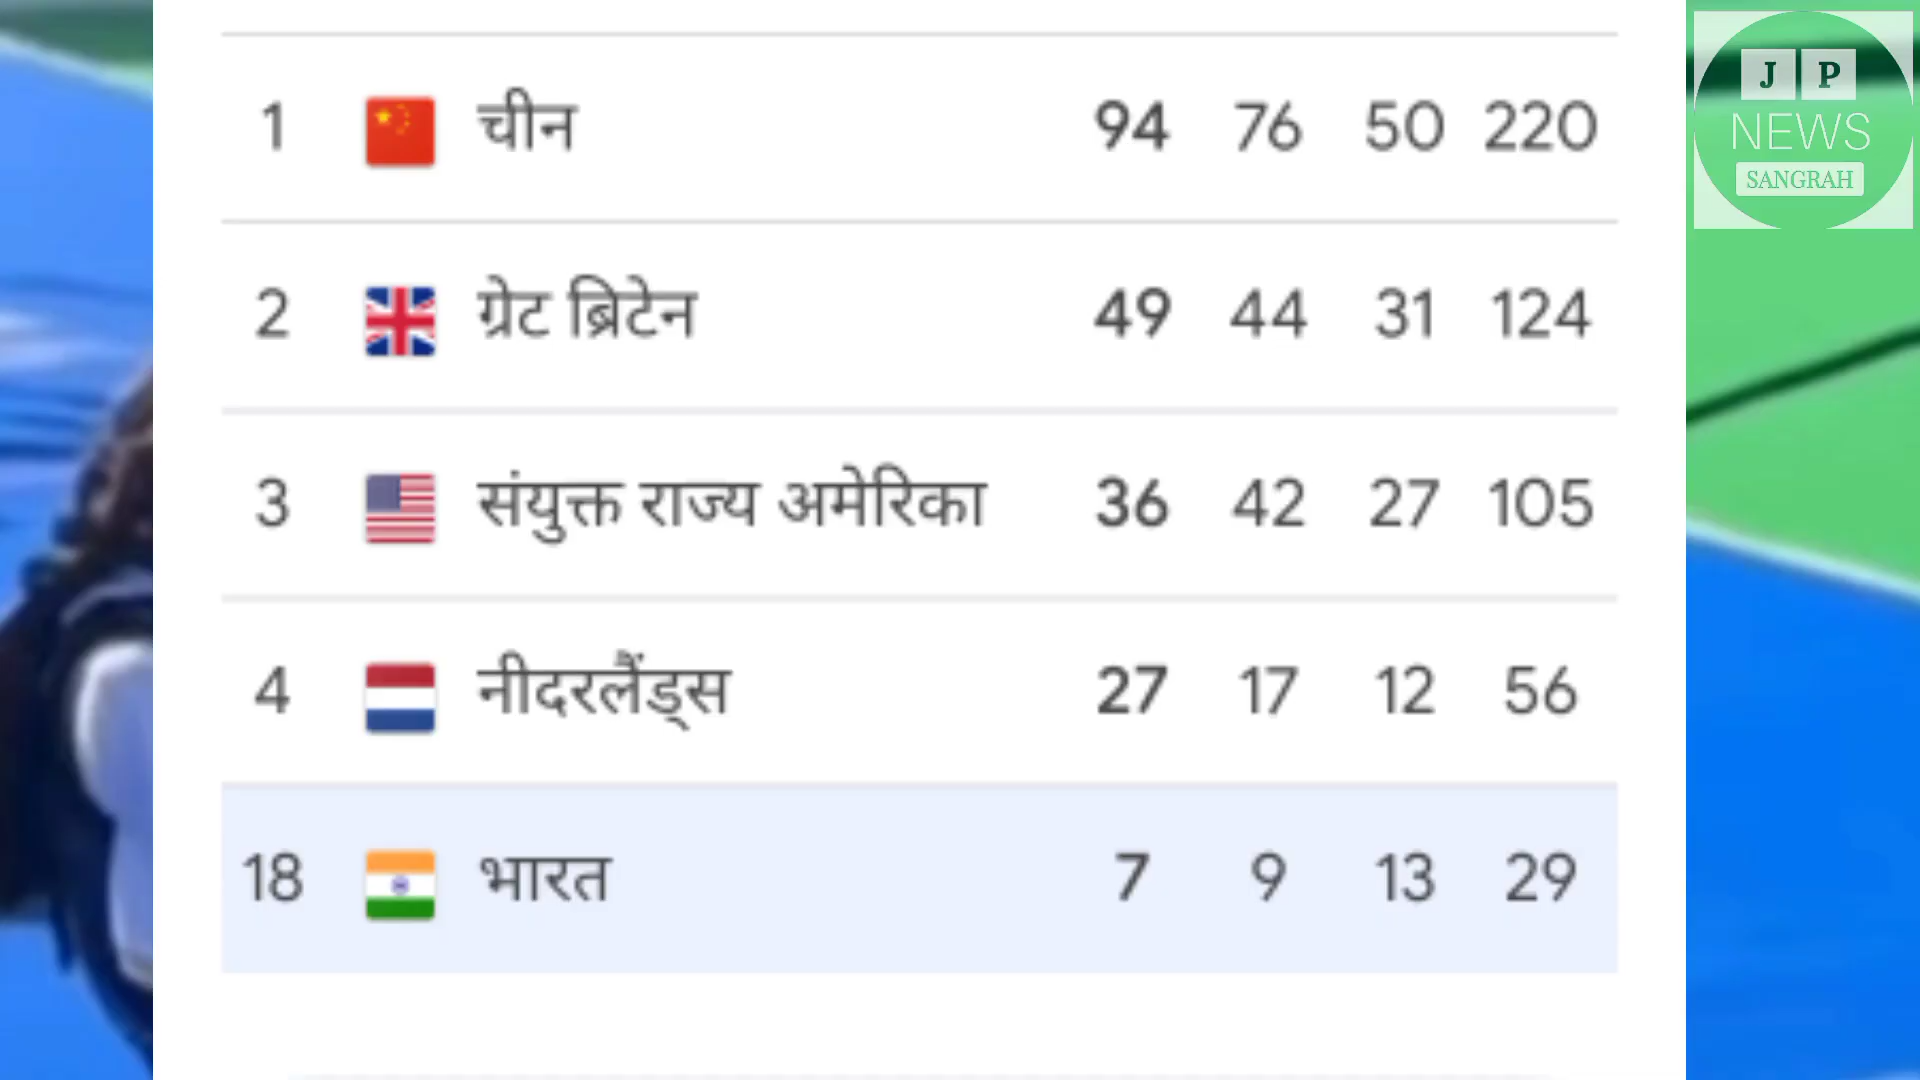 1 चीन 94 76 50 220
2 ग्रेट ब्रिटेन 49 44 31 124
3 संयुक्त राज्य अमेरिका 36 42 27 105
4 नीदरलैंड्स 27 17 12 56
18 भारत 7 9 13 29
J P
NEWS
SANGRAH